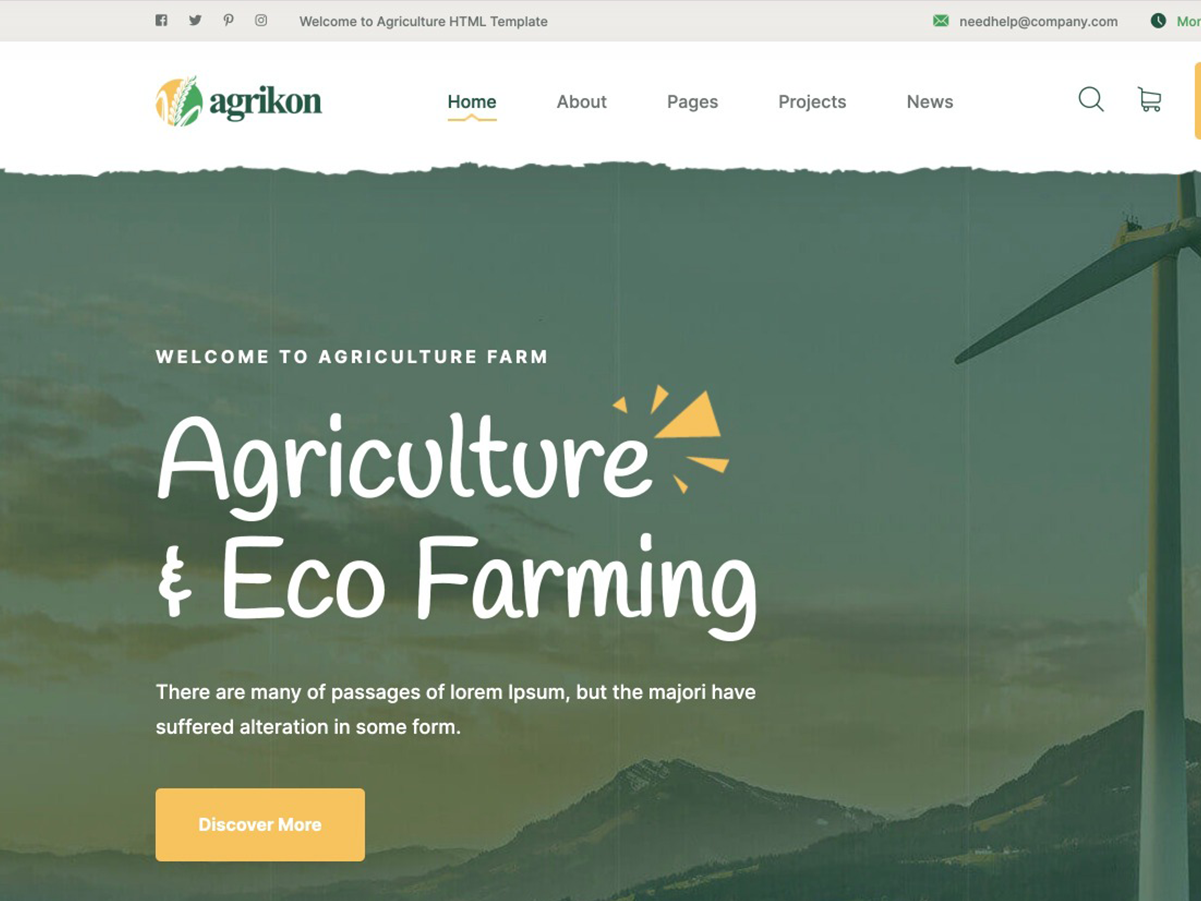 Welcome to Agriculture HTML Template
needhelp@company.com
agrikon
Home
About
Pages
Projects
News
WELCOME TO AGRICULTURE FARM
Agriculture
& Eco Farming
There are many of passages of lorem Ipsum, but the majori have
suffered alteration in some form.
Discover More